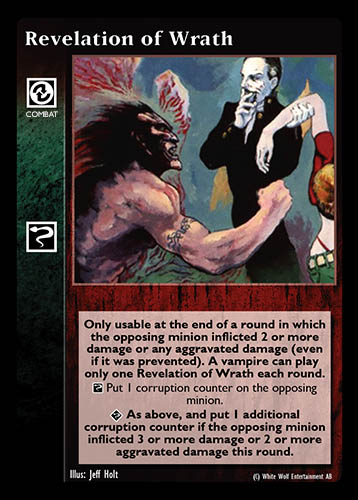 Revelation of Wrath
COMBAT
Only usable at the end of a round in which
the opposing minion inflicted 2 or more
damage or any aggravated damage (even
if it was prevented). A vampire can play
only one Revelation of Wrath each round.
Put 1 corruption counter on the opposing
minion.
As above, and put 1 additional
corruption counter if the opposing minion
inflicted 3 or more damage or 2 or more
aggravated damage this round.
Illus: Jeff Holt
(C) White Wolf Entertainment AB